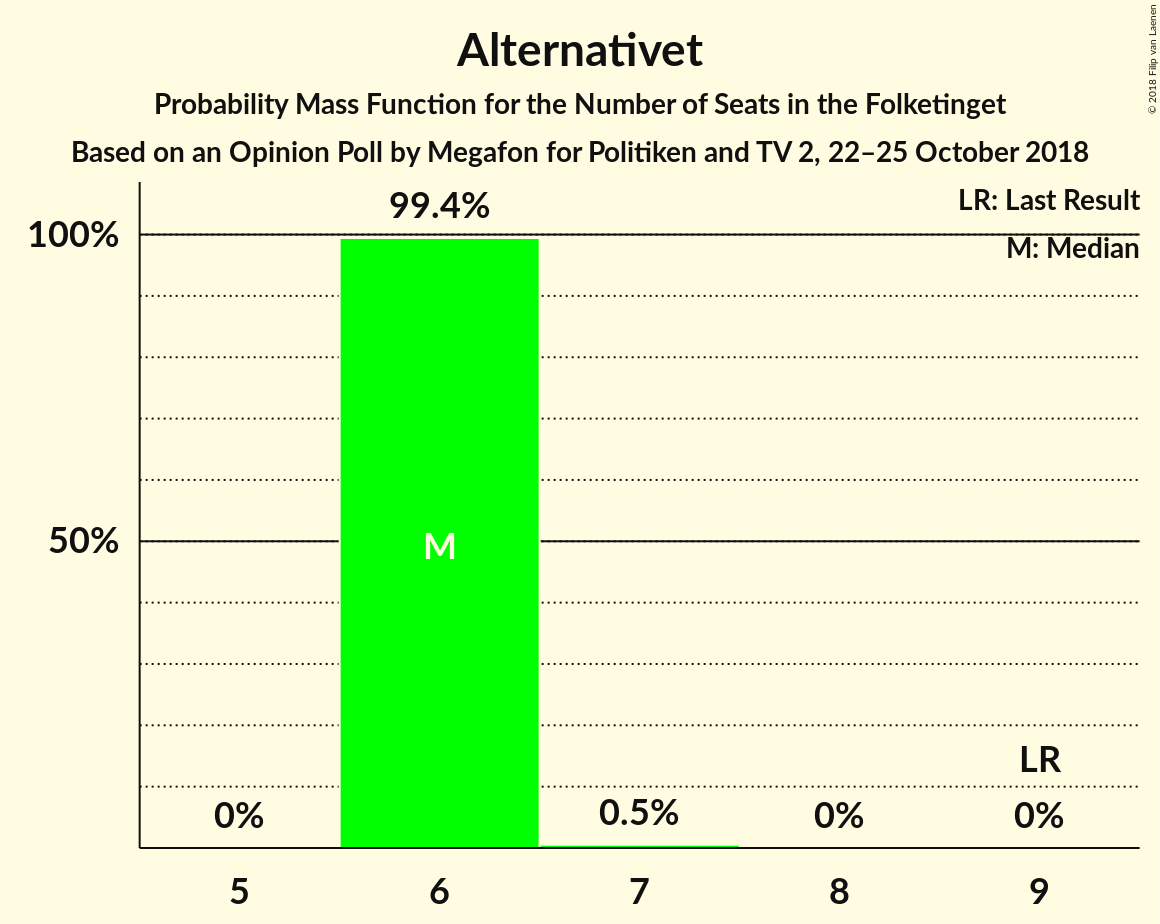 Alternativet
Probability Mass Function for the Number of Seats in the Folketinget
Based on an Opinion Poll by Megafon for Politiken and TV 2, 22–25 October 2018
© 2018 Filip van Laenen
LR: Last Result
M: Median
99.4%
100%
50%
M
LR
0%
0.5%
0%
0%
5
6
7
8
9